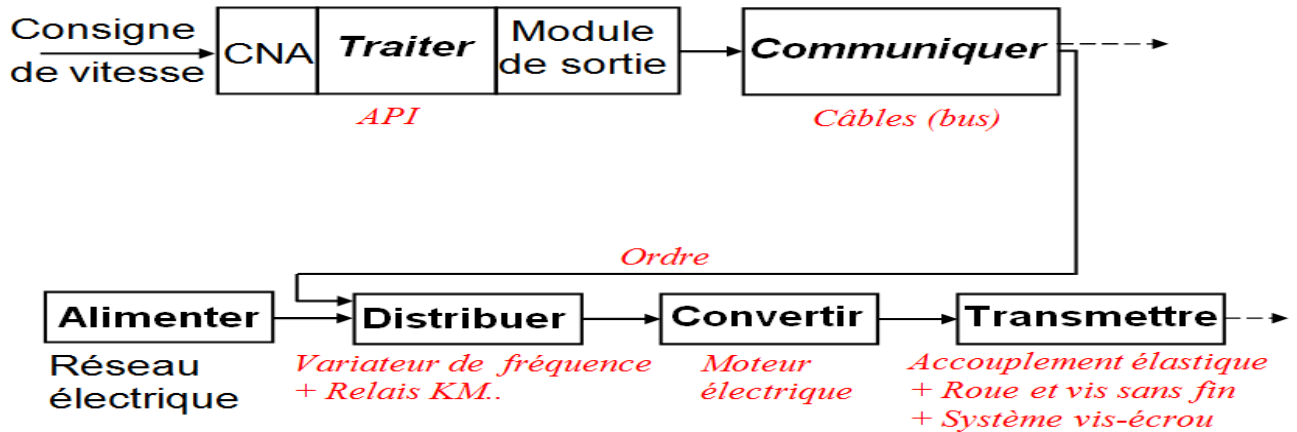 Consigne
de vitesse
CNA
Traiter
Module
de sortie
Communiquer
API
Câbles (bus)
Ordre
Alimenter
Distribuer
Convertir
Transmettre
Réseau
électrique
Variateur de fréquence
+ Relais KM..
Moteur
électrique
Accouplement élastique
+ Roue et vis sans fin
+ Système vis-écrou